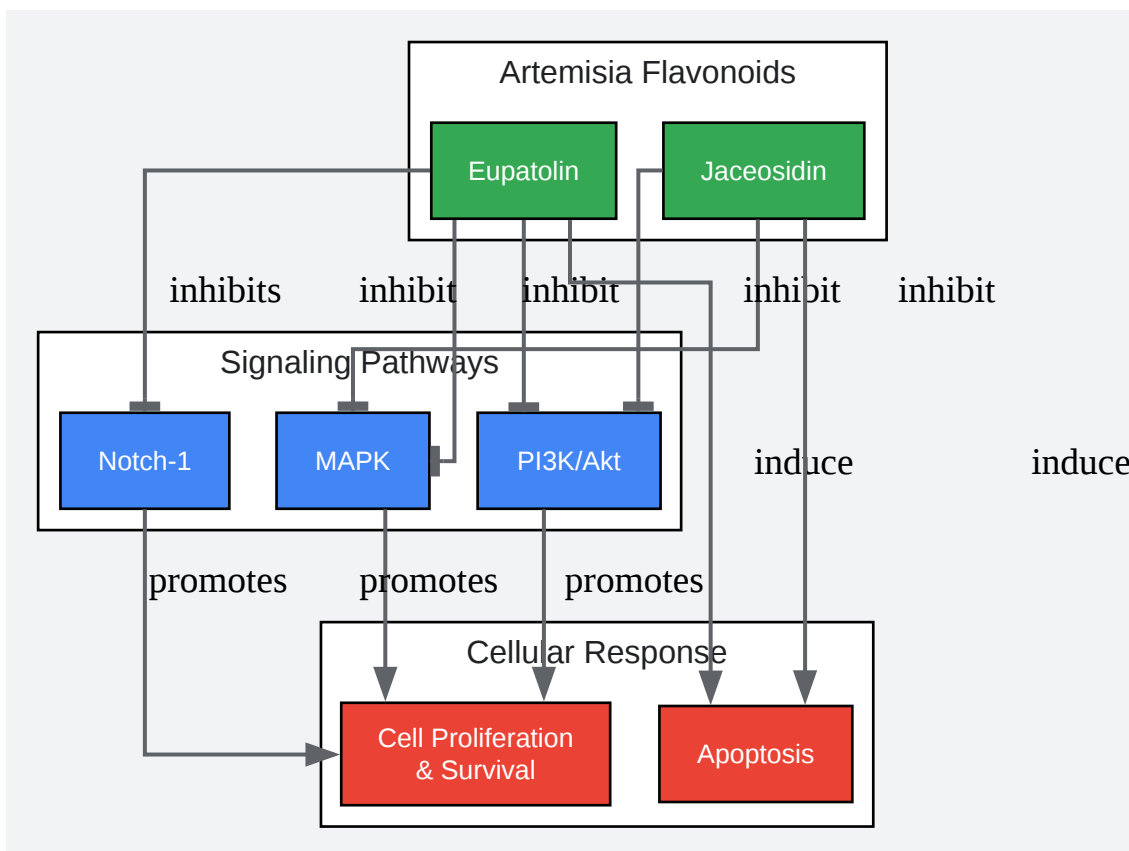 Artemisia Flavonoids
Eupatolin
Jaceosidin
inhibits
inhibit
inhibit
inhibit
inhibit
Signaling Pathways
Notch-1
MAPK
PI3K/Akt
induce
induce
promotes
promotes
promotes
Cellular Response
Cell Proliferation
& Survival
Apoptosis